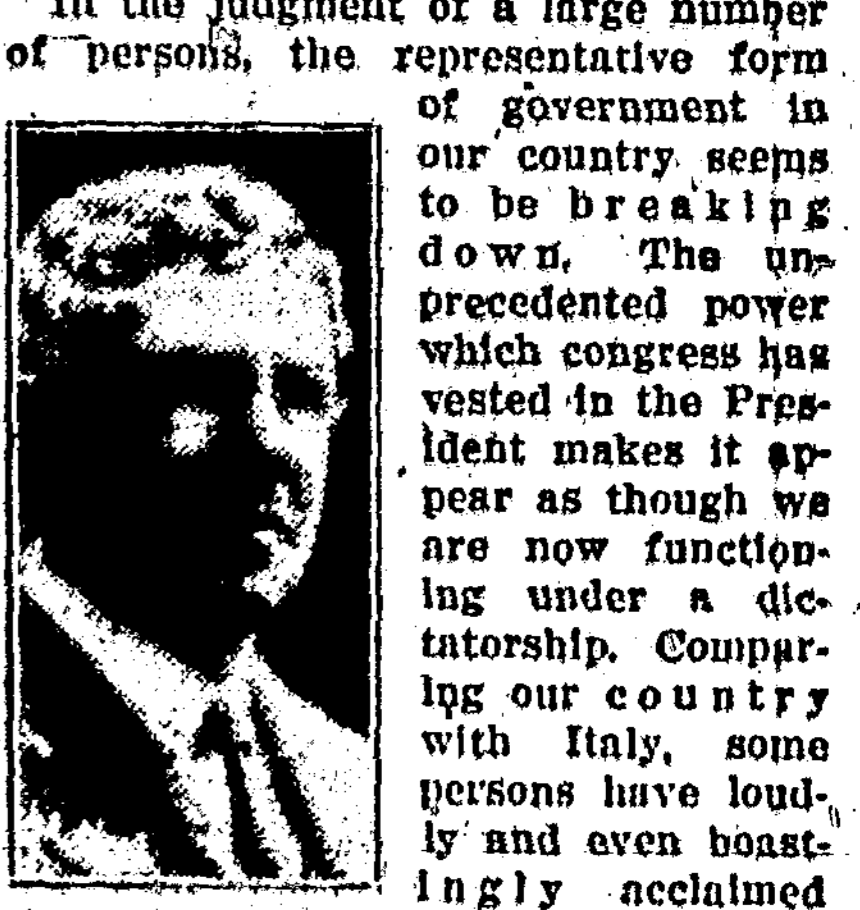 In the judgment of a large number
of persons, the representative form
of government in
our country seems
to be breaking
down. The un-
precedented power
which congress has
vested in the Pres-
ident makes it ap-
pear as though we
are now function-
ing under a dic-
tatorship. Compar-
ing our country
with Italy, some
persons have loud-
ly and even boast-
ingly acclaimed